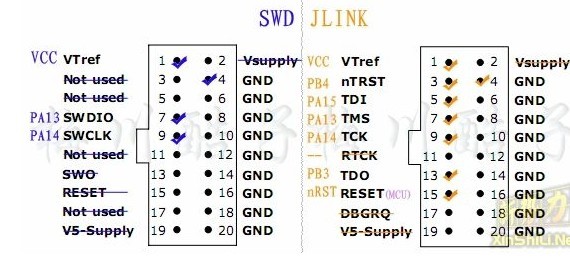 SWD JLINK
VCC VTref 1 2 Vsupply
Not used 3 4 GND
Not used 5 6 GND
PA13 SWDIO 7 8 GND
PA14 SWCLK 9 10 GND
Not used 11 12 GND
SWO 13 14 GND
RESET 15 16 GND
Not used 17 18 GND
V5-Supply 19 20 GND
VCC VTref 1 2 Vsupply
PB4 nTRST 3 4 GND
PA15 TDI 5 6 GND
PA13 TMS 7 8 GND
PA14 TCK 9 10 GND
-- RTCK 11 12 GND
PB3 TDO 13 14 GND
nRST RESET(MCU) 15 16 GND
DBGRQ 17 18 GND
V5-Supply 19 20 GND